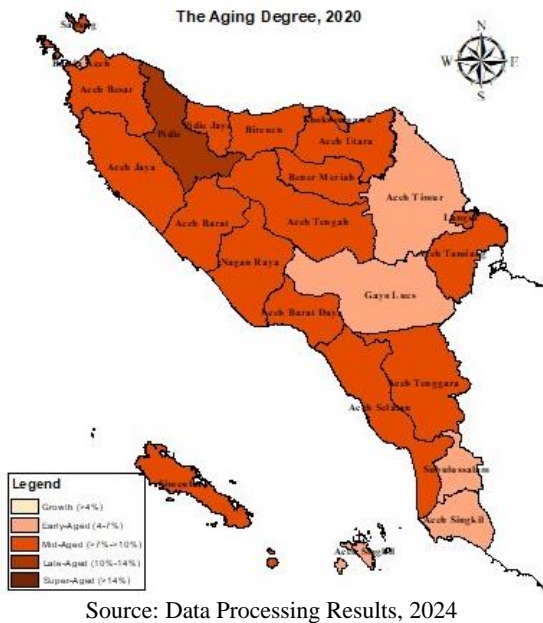 The Aging Degree, 2020
N
W E
S
Sabang
Banda Aceh
Aceh Besar
Pidie
Pidie Jaya
Bireuen
Lhokseumawe
Aceh Utara
Aceh Jaya
Bener Meriah
Aceh Timur
Aceh Barat
Aceh Tengah
Langsa
Aceh Tamiang
Nagan Raya
Gayo Lues
Aceh Barat Daya
Aceh Tenggara
Aceh Selatan
Subulussalam
Simeulue
Aceh Singkil
Aceh Singkil
Legend
Growth (>4%)
Early-Aged (4-7%)
Mid-Aged (>7%->10%)
Late-Aged (10%-14%)
Super-Aged (>14%)
Source: Data Processing Results, 2024